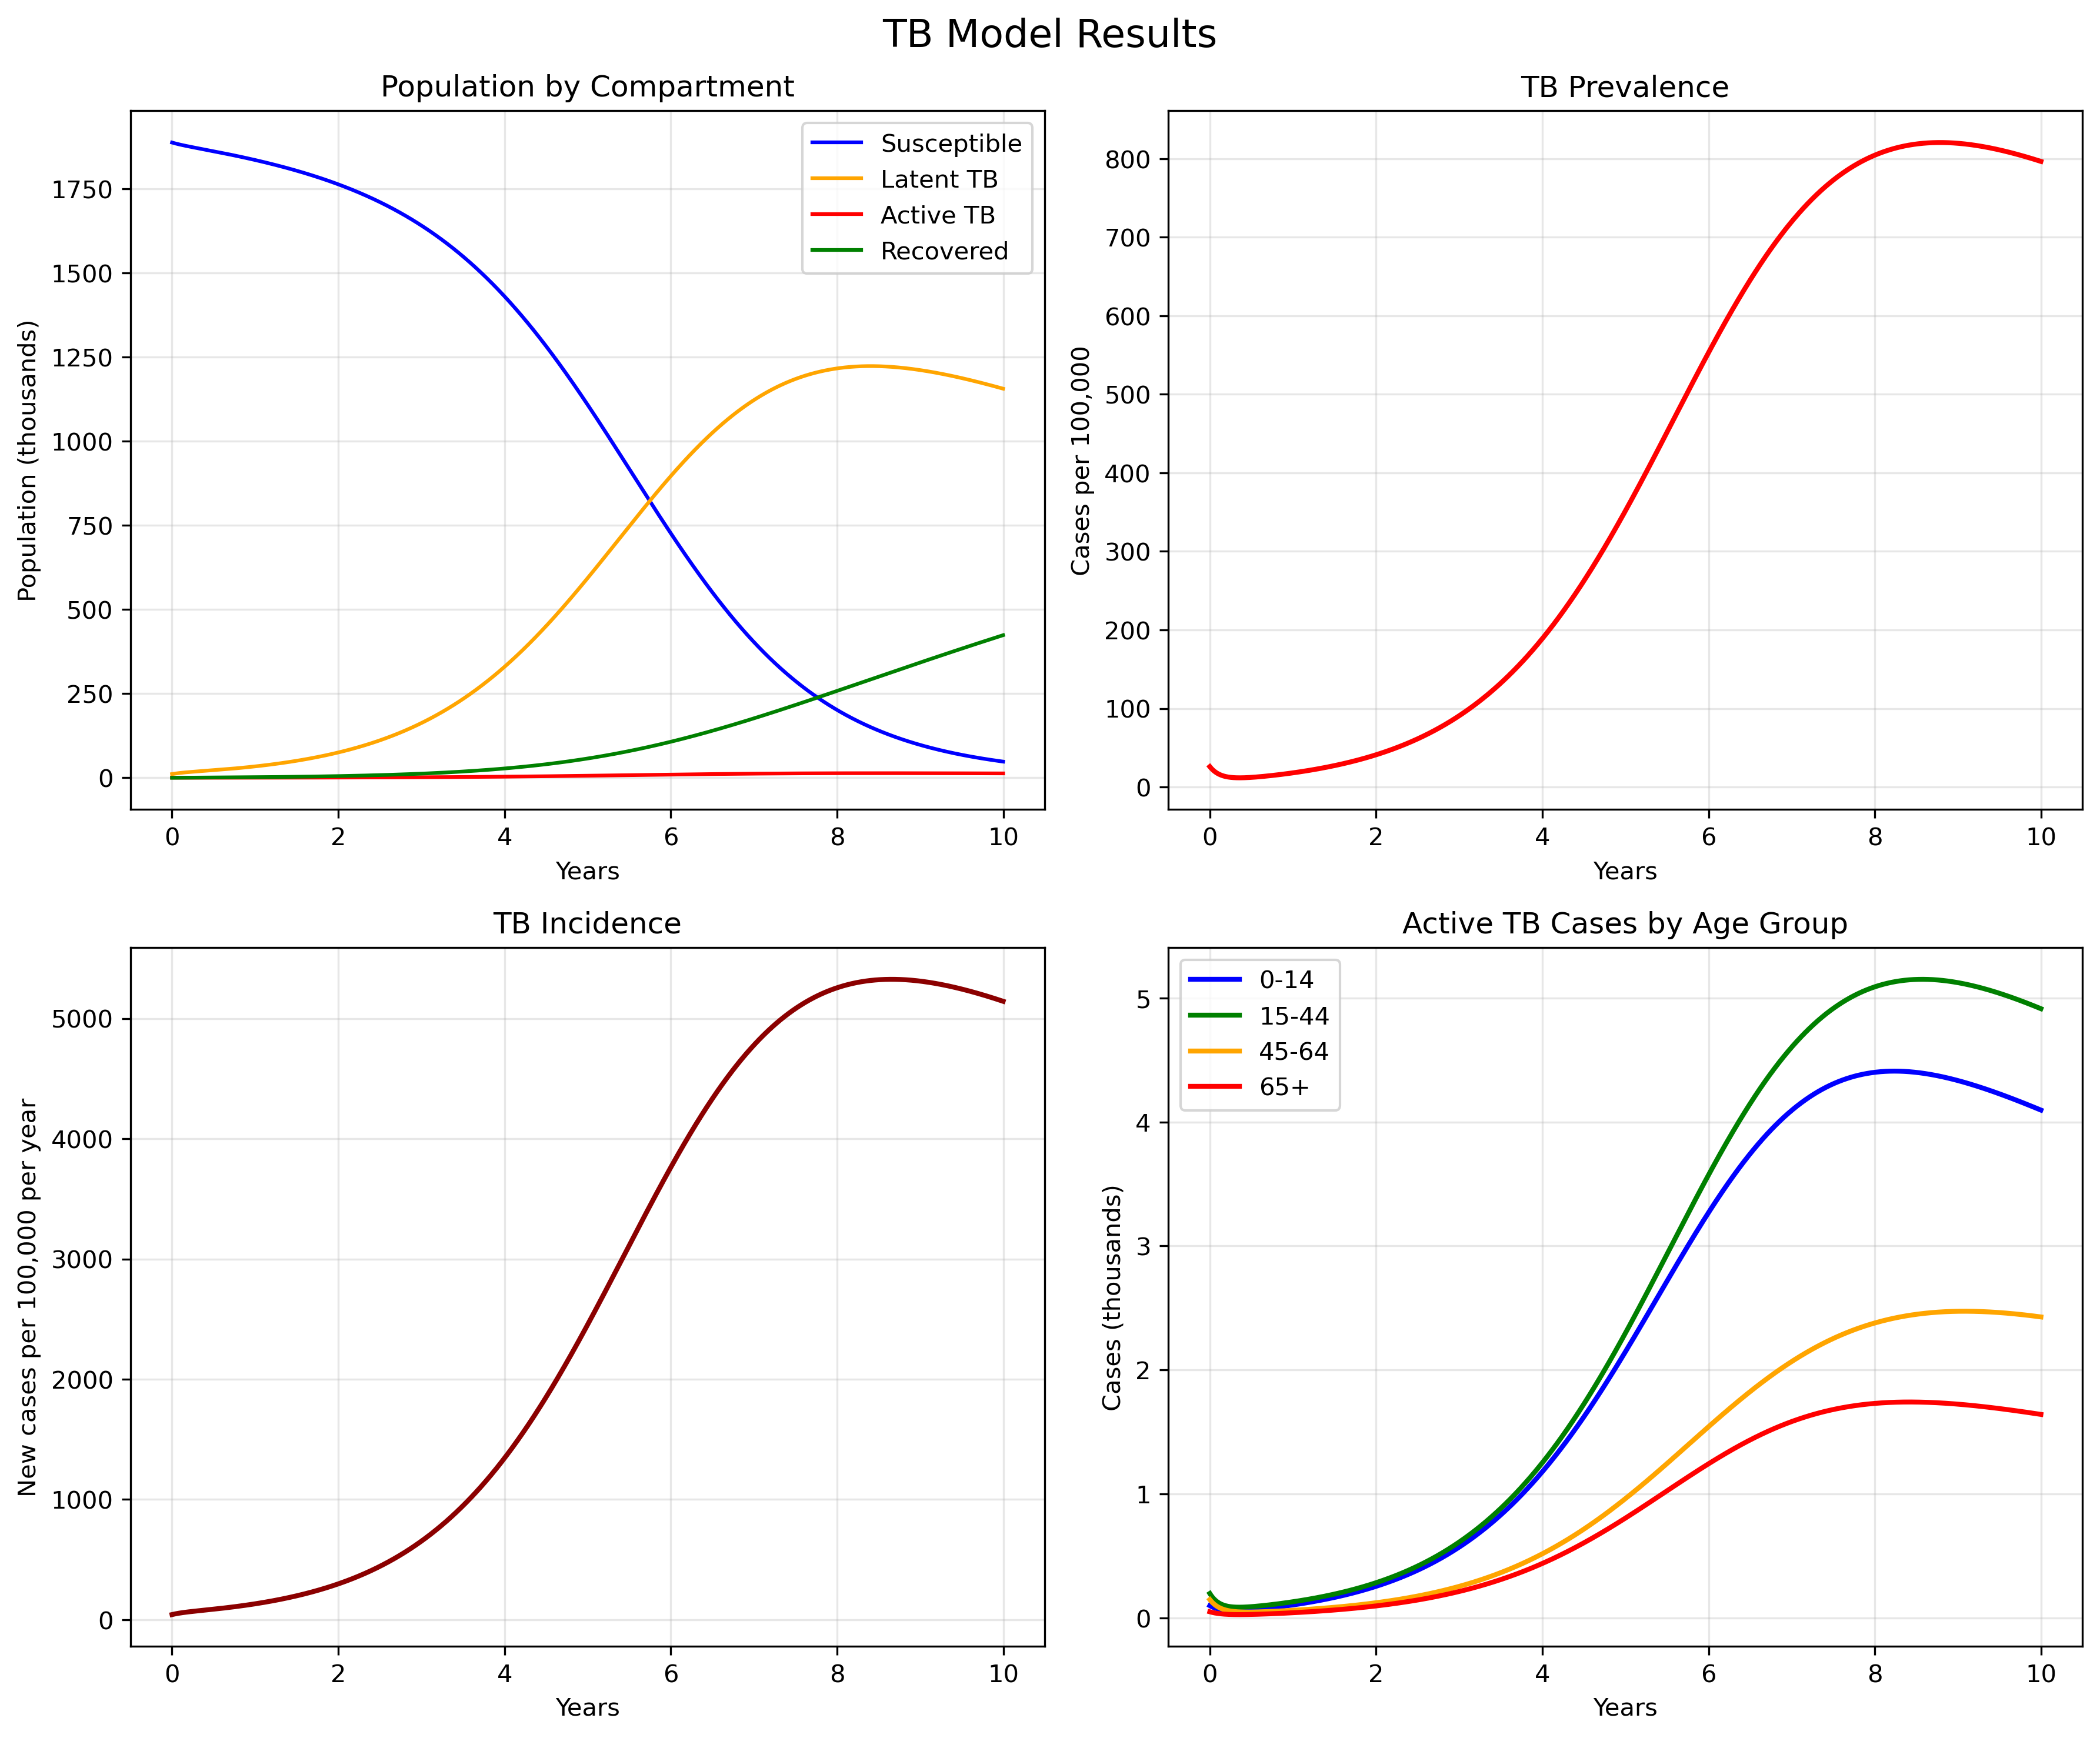 TB Model Results
Population by Compartment
Population (thousands)
1750
1500
1250
1000
750
500
250
0
0 2 4 6 8 10
Years
Susceptible
Latent TB
Active TB
Recovered
TB Prevalence
Cases per 100,000
800
700
600
500
400
300
200
100
0
0 2 4 6 8 10
Years
TB Incidence
New cases per 100,000 per year
5000
4000
3000
2000
1000
0
0 2 4 6 8 10
Years
Active TB Cases by Age Group
Cases (thousands)
5
4
3
2
1
0
0 2 4 6 8 10
Years
0-14
15-44
45-64
65+